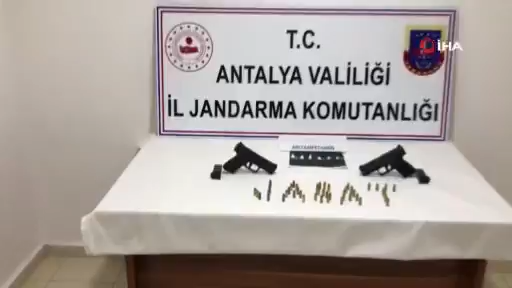 İHA
T.C.
ANTALYA VALİLİĞİ
İL JANDARMA KOMUTANLIĞI